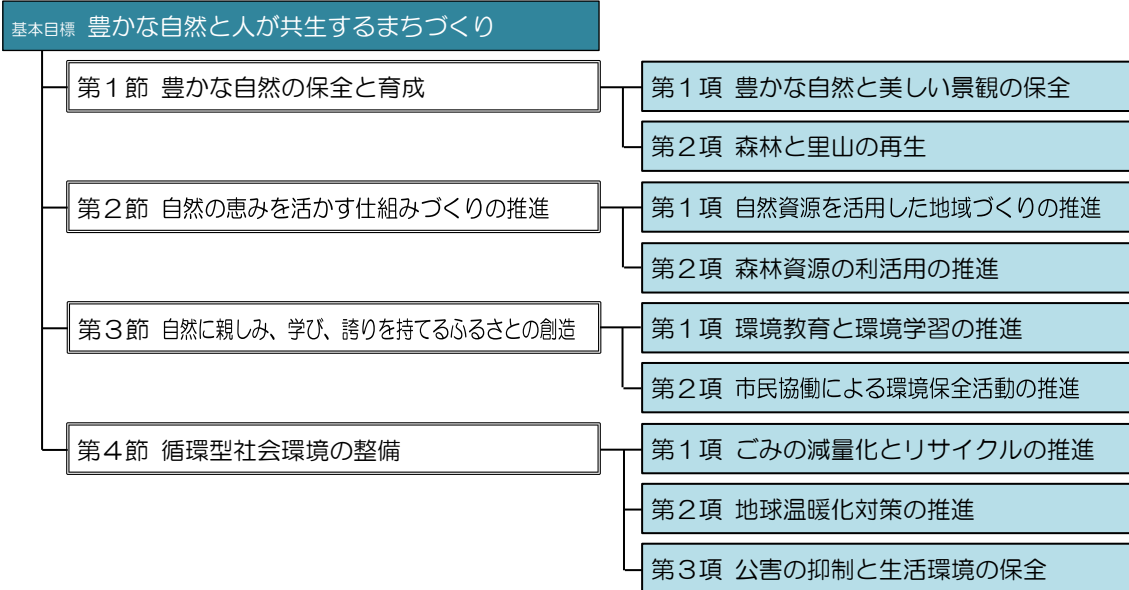 基本目標 豊かな自然と人が共生するまちづくり
第1節 豊かな自然の保全と育成
第1項 豊かな自然と美しい景観の保全
第2項 森林と里山の再生
第2節 自然の恵みを活かす仕組みづくりの推進
第1項 自然資源を活用した地域づくりの推進
第2項 森林資源の利活用の推進
第3節 自然に親しみ、学び、誇りを持てるふるさとの創造
第1項 環境教育と環境学習の推進
第2項 市民協働による環境保全活動の推進
第4節 循環型社会環境の整備
第1項 ごみの減量化とリサイクルの推進
第2項 地球温暖化対策の推進
第3項 公害の抑制と生活環境の保全